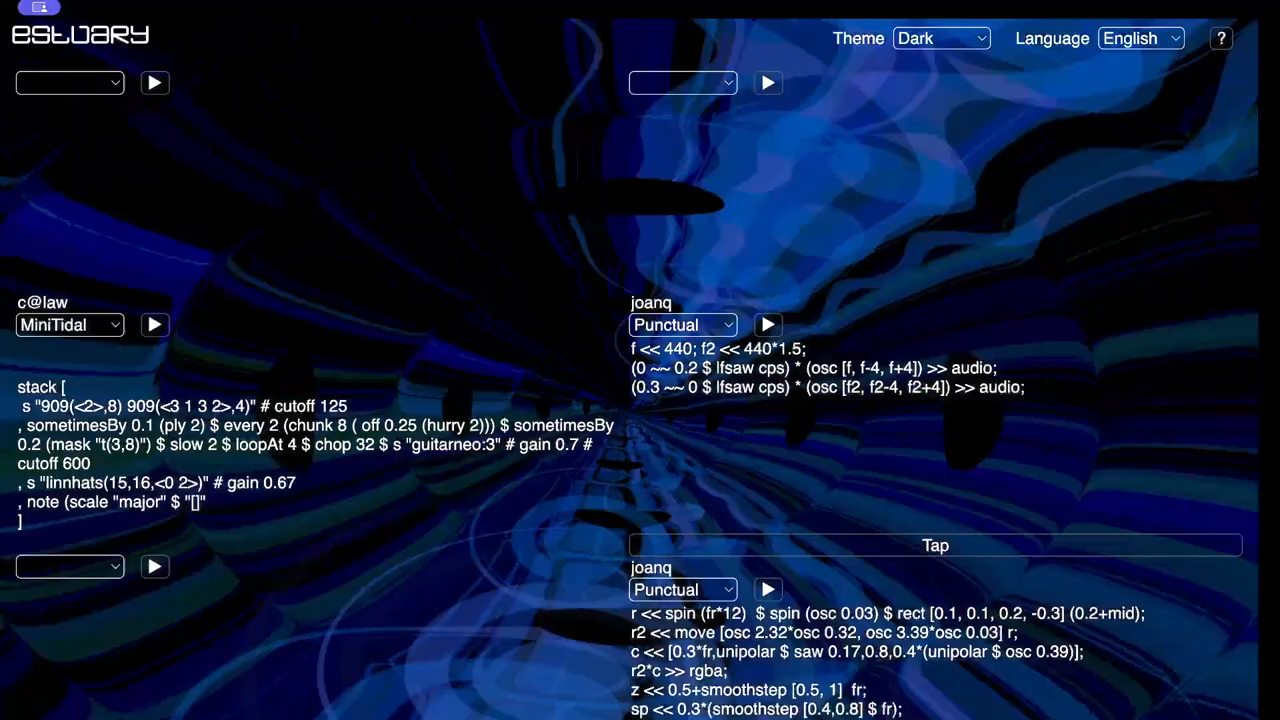 estuary
Theme Dark Language English ?
c@law
MiniTidal
stack [
s "909(<2>,8) 909(<3 1 3 2>,4)" # cutoff 125
, sometimesBy 0.1 (ply 2) $ every 2 (chunk 8 ( off 0.25 (hurry 2))) $ sometimesBy
0.2 (mask "t(3,8)") $ slow 2 $ loopAt 4 $ chop 32 $ s "guitarneo:3" # gain 0.7 #
cutoff 600
, s "linnhats(15,16,<0 2>)" # gain 0.67
, note (scale "major" $ "[]"
]
joanq
Punctual
f << 440; f2 << 440*1.5;
(0 ~~ 0.2 $ lfsaw cps) * (osc [f, f-4, f+4]) >> audio;
(0.3 ~~ 0 $ lfsaw cps) * (osc [f2, f2-4, f2+4]) >> audio;
Tap
joanq
Punctual
r << spin (fr*12)  $ spin (osc 0.03) $ rect [0.1, 0.1, 0.2, -0.3] (0.2+mid);
r2 << move [osc 2.32*osc 0.32, osc 3.39*osc 0.03] r;
c << [0.3*fr,unipolar $ saw 0.17,0.8,0.4*(unipolar $ osc 0.39)];
r2*c >> rgba;
z << 0.5+smoothstep [0.5, 1]  fr;
sp << 0.3*(smoothstep [0.4,0.8] $ fr);